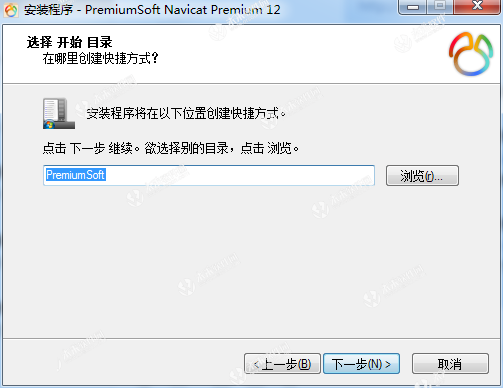 安装程序 - PremiumSoft Navicat Premium 12
选择 开始 目录
在哪里创建快捷方式？
安装程序将在以下位置创建快捷方式。
点击 下一步 继续。欲选择别的目录，点击 浏览。
PremiumSoft
浏览(r)...
< 上一步(B)
下一步(N) >
取消